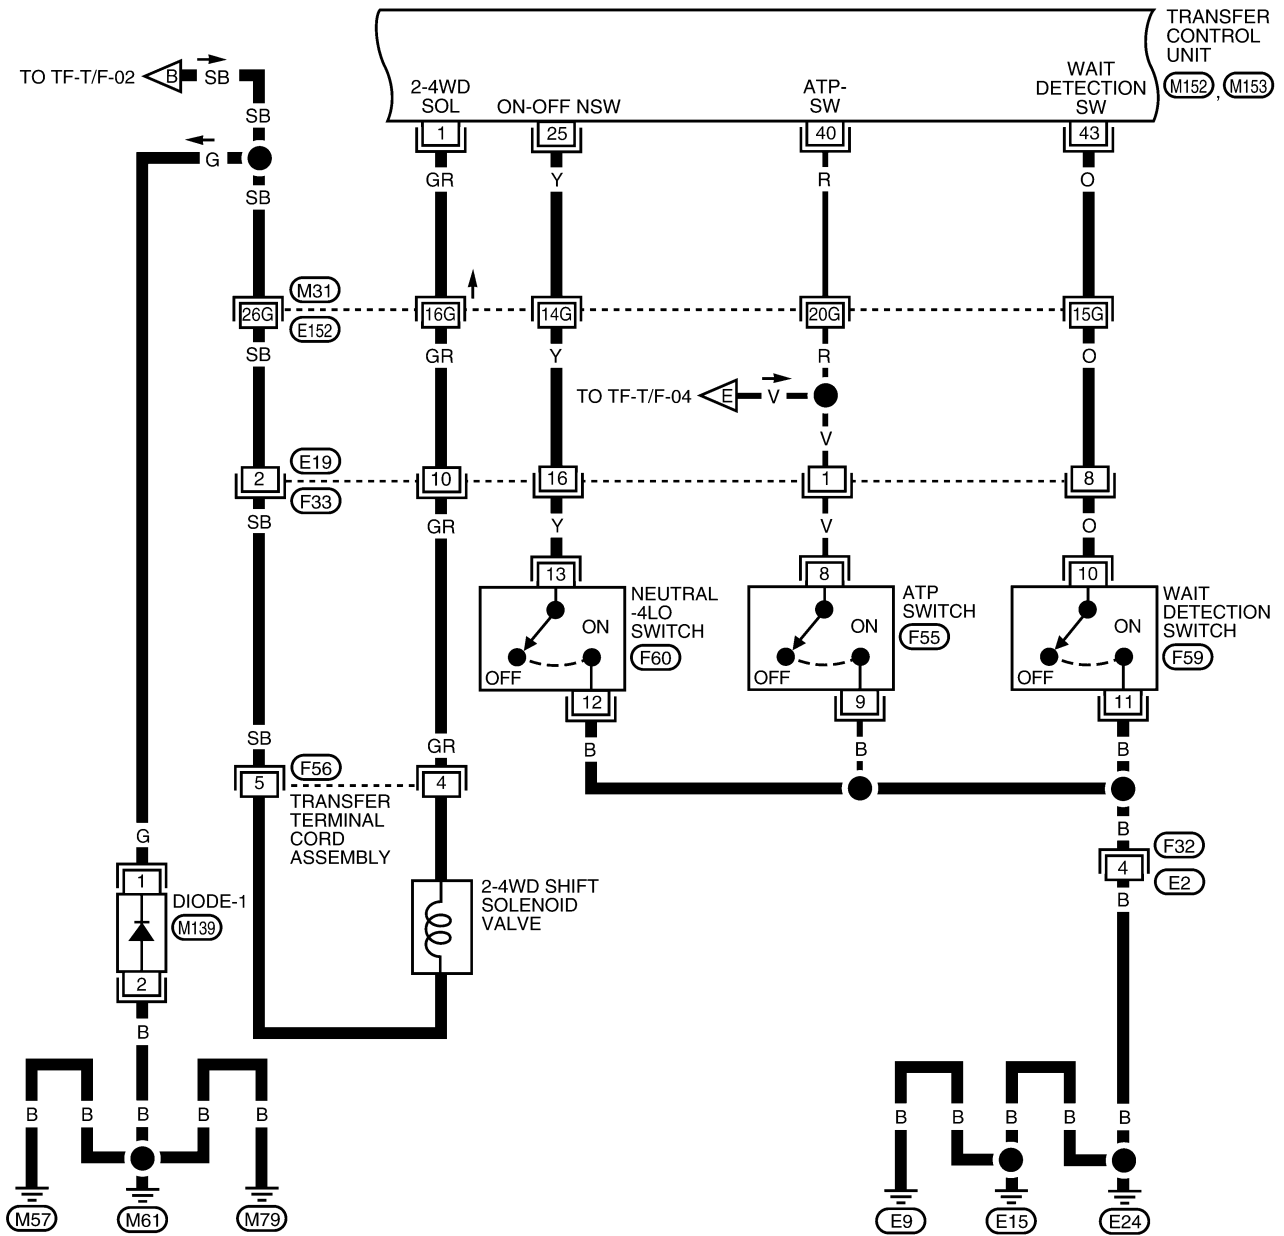 TRANSFER
CONTROL
UNIT
M152 , M153
2-4WD
SOL
ON-OFF NSW
ATP-
SW
WAIT
DETECTION
SW
TO TF-T/F-02
B
SB
1
25
40
43
SB
G
GR
Y
R
O
SB
M31
26G
16G
14G
20G
15G
E152
SB
GR
Y
R
O
TO TF-T/F-04
E
V
V
E19
2
10
16
1
8
F33
SB
GR
Y
V
O
13
8
10
NEUTRAL
-4LO
SWITCH
F60
ON
OFF
ATP
SWITCH
F55
ON
OFF
WAIT
DETECTION
SWITCH
F59
ON
OFF
12
9
11
SB
GR
B
B
B
F56
5
4
TRANSFER
TERMINAL
CORD
ASSEMBLY
G
B
F32
4
E2
B
1
DIODE-1
M139
2
2-4WD SHIFT
SOLENOID
VALVE
B
B
B
B
B
B
B
B
B
B
B
M57
M61
M79
E9
E15
E24